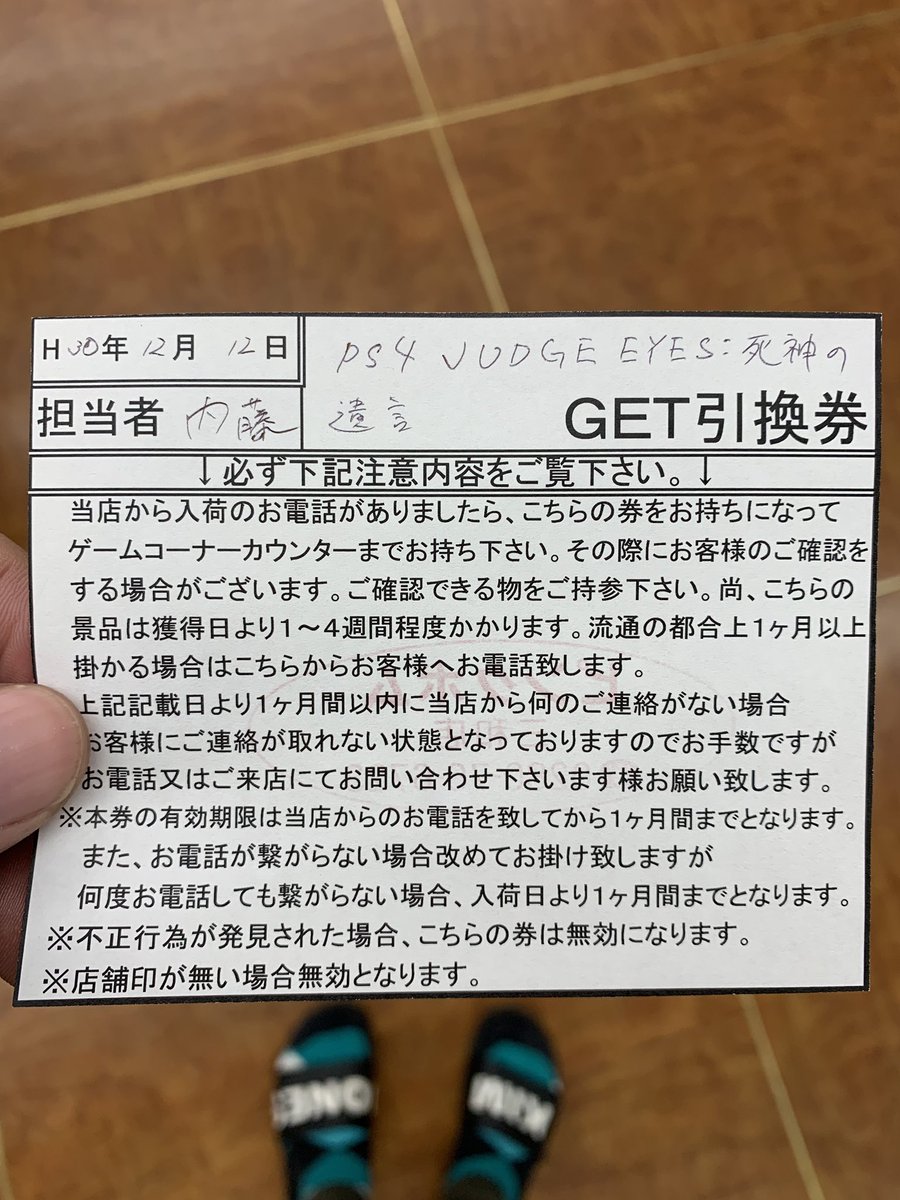 H30年12月 12日
PS4 JUDGE EYES:死神の
遺言
担当者 内藤
GET引換券
↓必ず下記注意内容をご覧下さい。↓
当店から入荷のお電話がありましたら、こちらの券をお持ちになって
ゲームコーナーカウンターまでお持ち下さい。その際にお客様のご確認を
する場合がございます。ご確認できる物をご持参下さい。尚、こちらの
景品は獲得日より1～4週間程度かかります。流通の都合上1ヶ月以上
掛かる場合はこちらからお客様へお電話致します。
上記記載日より1ヶ月間以内に当店から何のご連絡がない場合
お客様にご連絡が取れない状態となっておりますのでお手数ですが
お電話又はご来店にてお問い合わせ下さいます様お願い致します。
※本券の有効期限は当店からのお電話を致してから1ヶ月間までとなります。
また、お電話が繋がらない場合改めてお掛け致しますが
何度お電話しても繋がらない場合、入荷日より1ヶ月間までとなります。
※不正行為が発見された場合、こちらの券は無効になります。
※店舗印が無い場合無効となります。